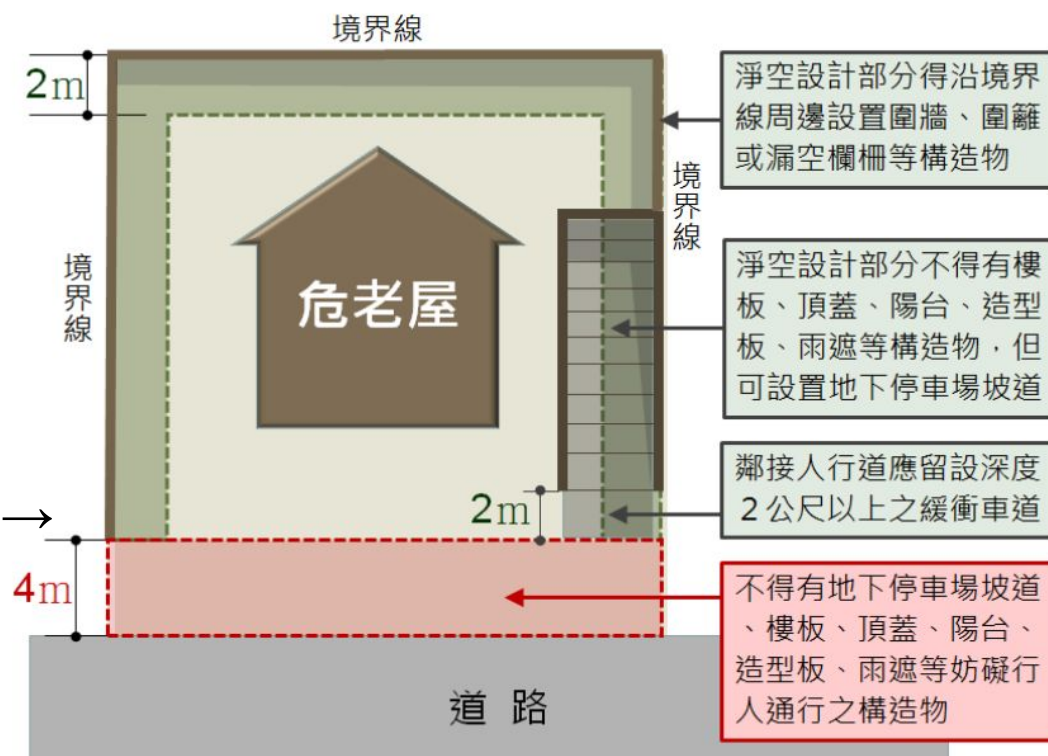 境界線
2m
淨空設計部分得沿境界
線周邊設置圍牆、圍籬
或漏空欄柵等構造物
境界線
境界線
危老屋
淨空設計部分不得有樓
板、頂蓋、陽台、造型
板、雨遮等構造物，但
可設置地下停車場坡道
2m
鄰接人行道應留設深度
2公尺以上之緩衝車道
4m
不得有地下停車場坡道
、樓板、頂蓋、陽台、
造型板、雨遮等妨礙行
人通行之構造物
道 路